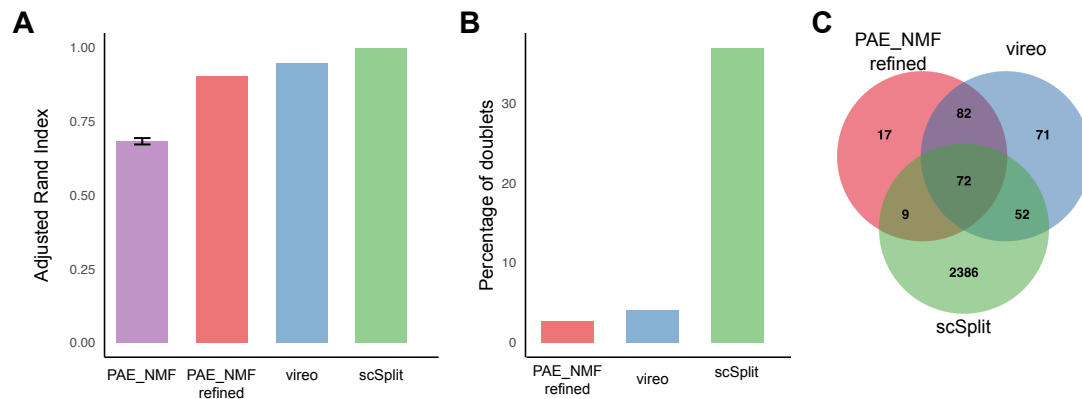 A
Adjusted Rand Index
1.00
0.75
0.50
0.25
0.00
PAE_NMF
PAE_NMF
refined
vireo
scSplit
B
Percentage of doublets
30
20
10
0
PAE_NMF
refined
vireo
scSplit
C
PAE_NMF
refined
vireo
82
17
71
72
9
52
2386
scSplit